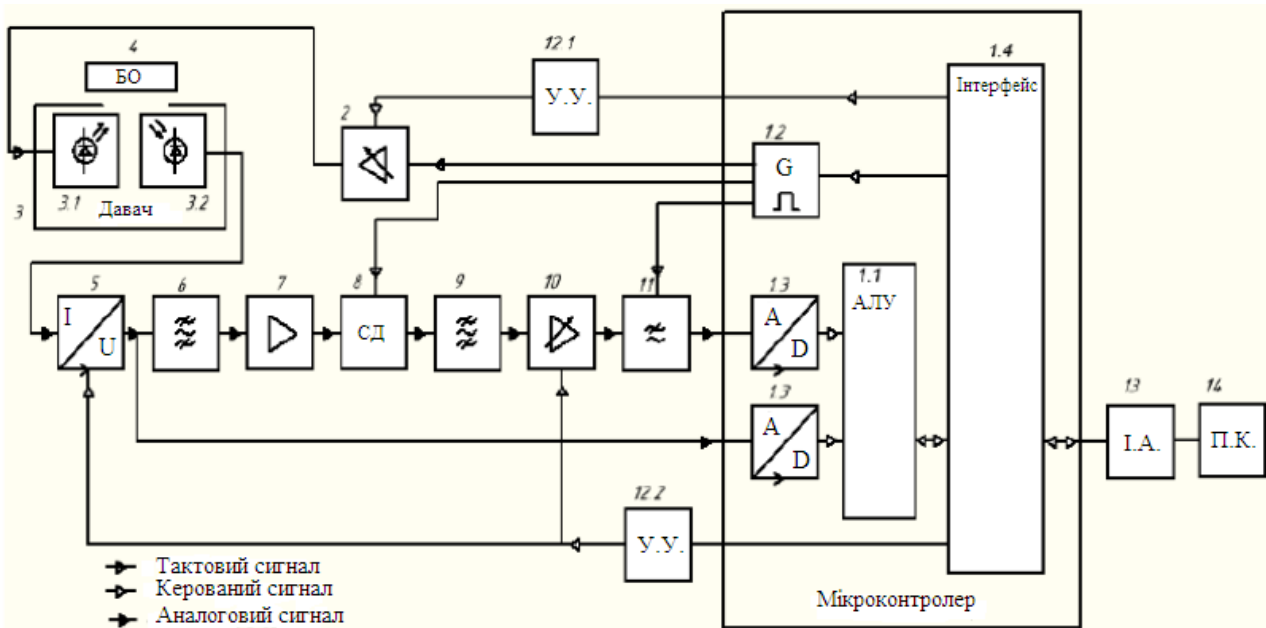 4
БО
3.1
3.2
3
Давач
2
12.1
У.У.
1.2
G
1.4
Інтерфейс
5
I
U
6
7
8
СД
9
10
11
1.3
A
D
1.1
АЛУ
1.3
A
D
12.2
У.У.
13
І.А.
14
П.К.
Тактовий сигнал
Керований сигнал
Аналоговий сигнал
Мікроконтролер